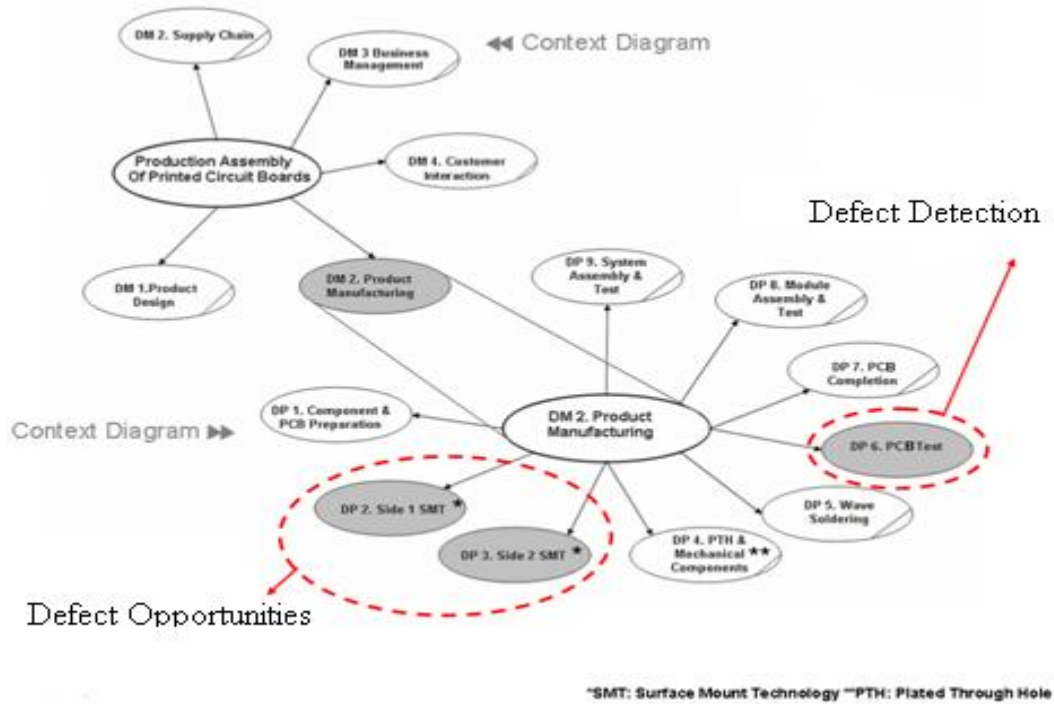 DM 2. Supply Chain
DM 3 Business
Management
◀◀ Context Diagram
Production Assembly
Of Printed Circuit Boards
DM 4. Customer
Interaction
Defect Detection
DM 1.Product
Design
DM 2. Product
Manufacturing
DP 9. System
Assembly &
Test
DP 8. Module
Assembly &
Test
DP 7. PCB
Completion
DP 1. Component &
PCB Preparation
DM 2. Product
Manufacturing
Context Diagram ▶▶
DP 6. PCB Test
DP 2. Side 1 SMT *
DP 5. Wave
Soldering
DP 3. Side 2 SMT *
DP 4. PTH &
Mechanical **
Components
Defect Opportunities
*SMT: Surface Mount Technology **PTH: Plated Through Hole